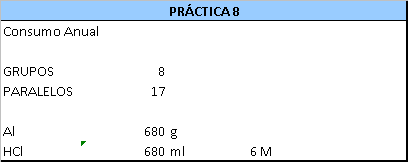 PRÁCTICA 8
Consumo Anual
GRUPOS 8
PARALELOS 17
Al 680 g
HCl 680 ml 6 M